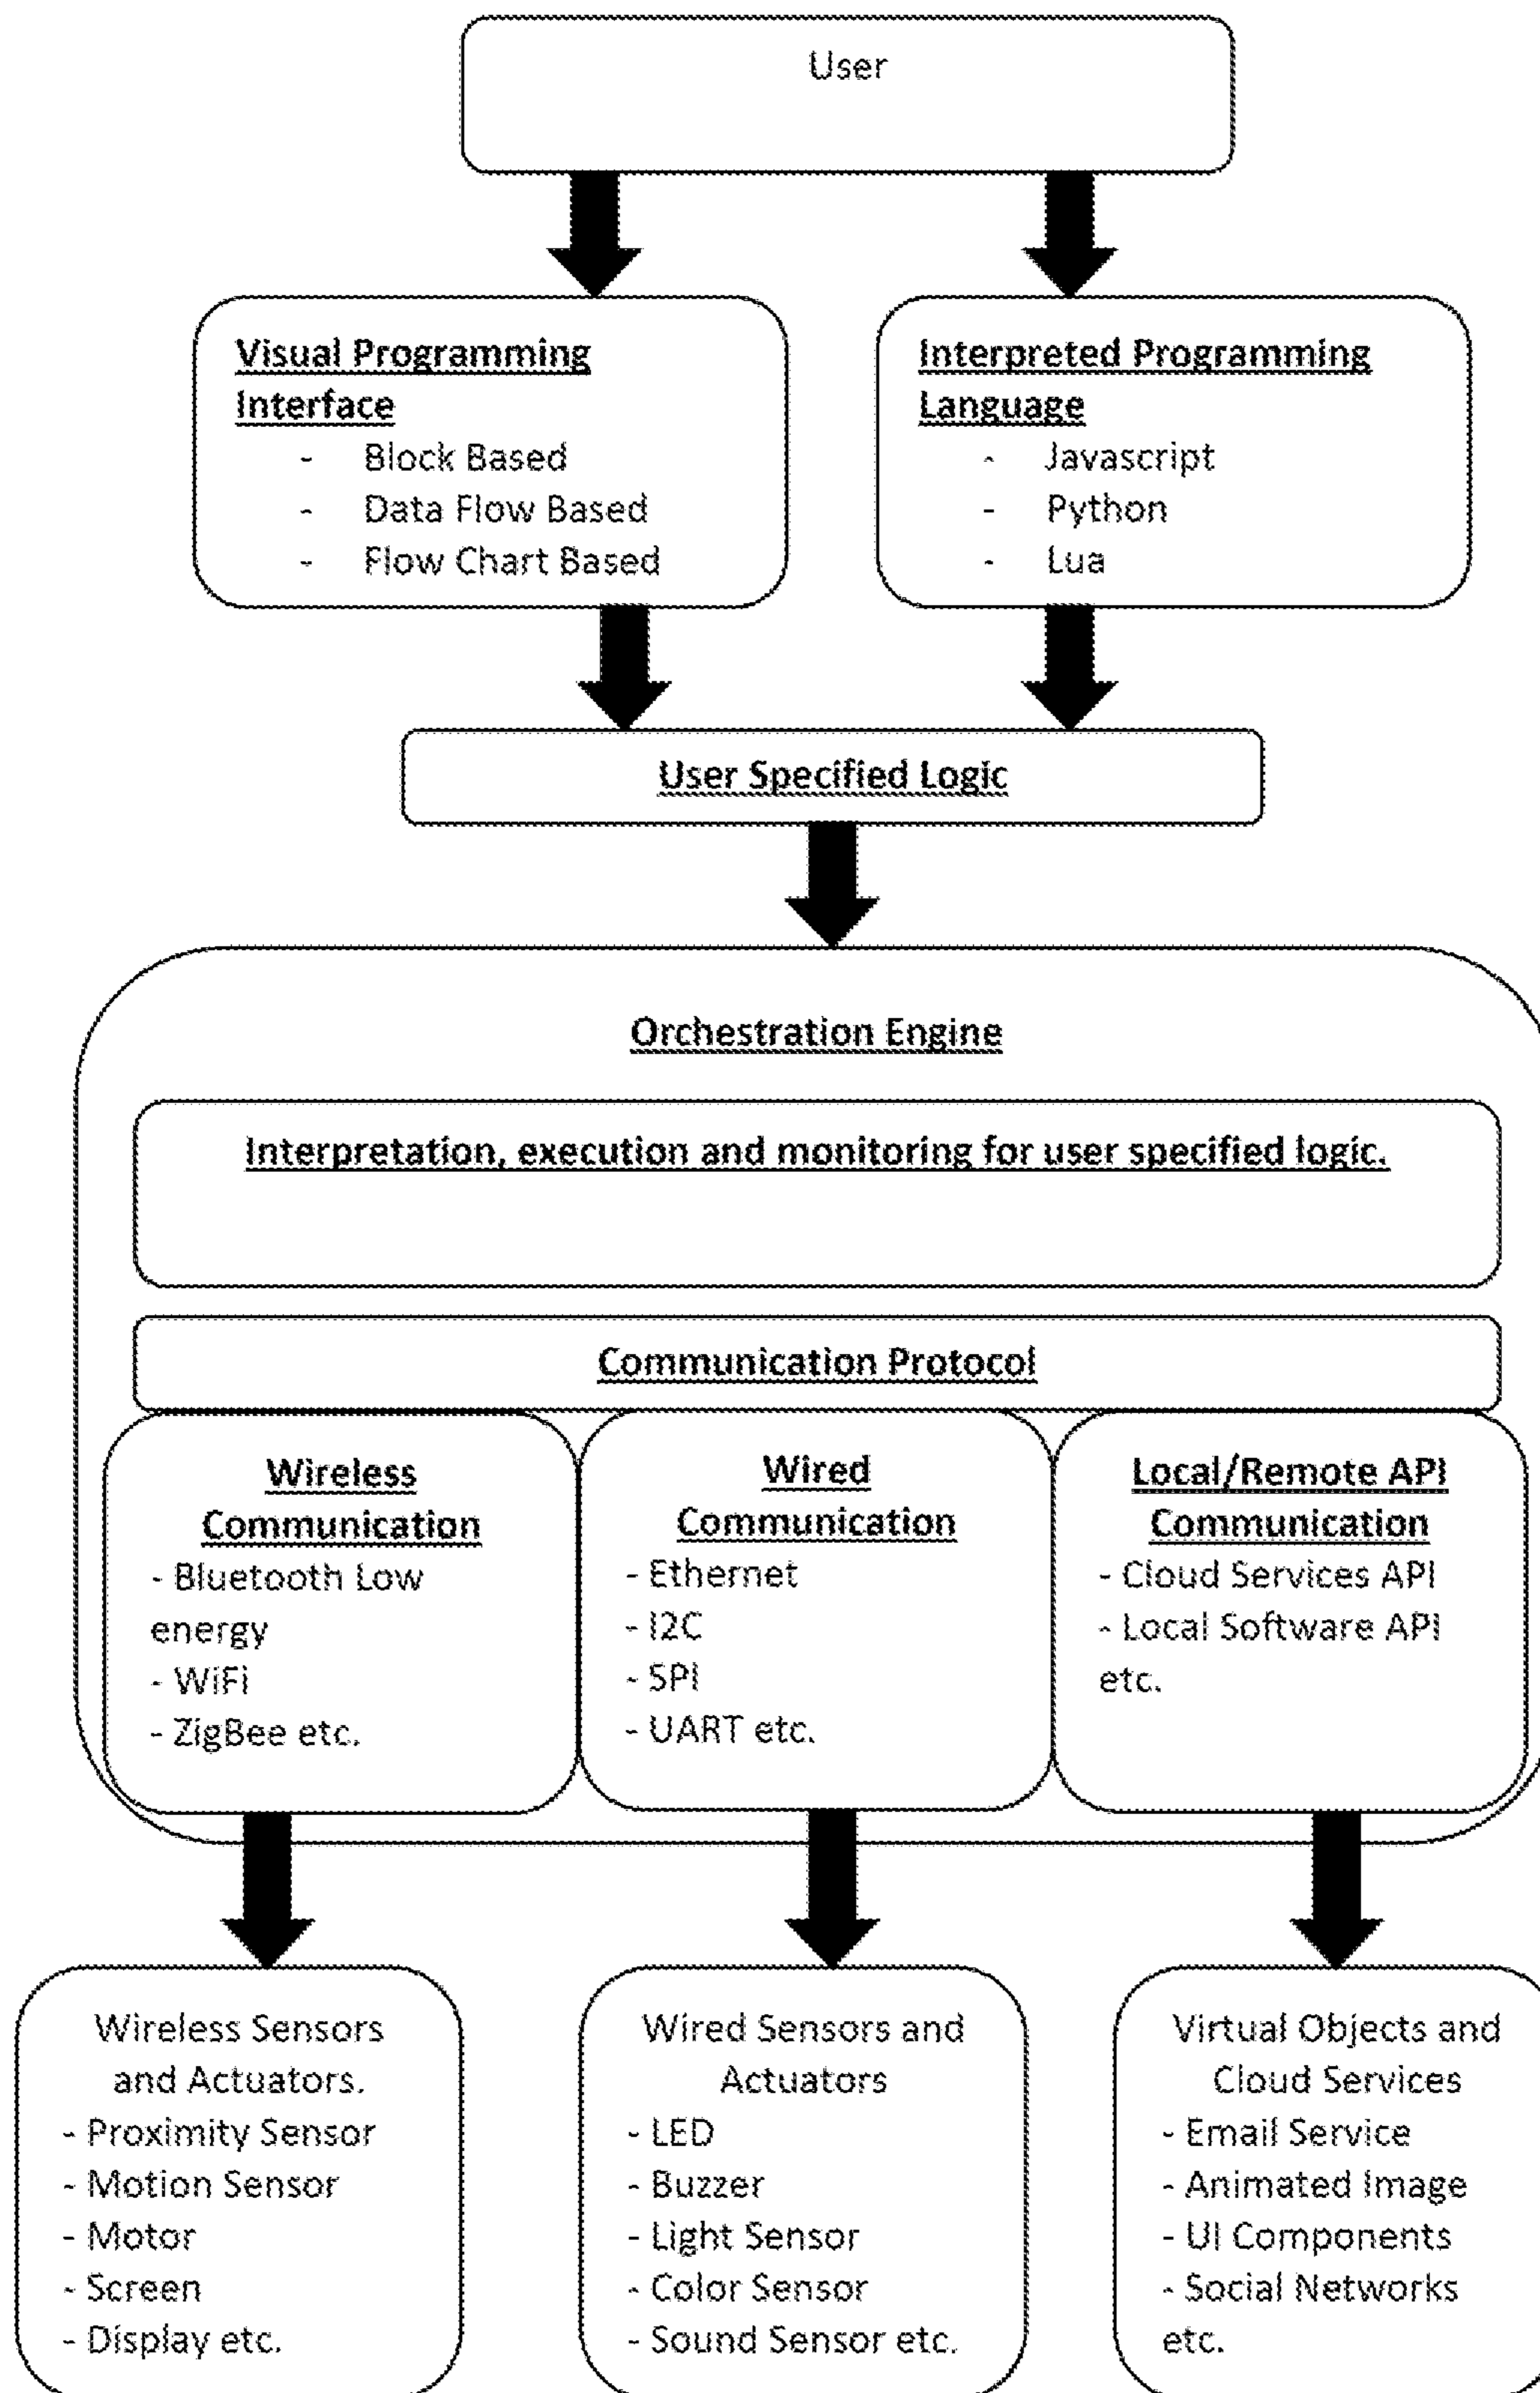 User
Visual Programming
Interface
- Block Based
- Data Flow Based
- Flow Chart Based
Interpreted Programming
Language
- Javascript
- Python
- Lua
User Specified Logic
Orchestration Engine
Interpretation, execution and monitoring for user specified logic.
Communication Protocol
Wireless
Communication
- Bluetooth Low
energy
- WiFi
- ZigBee etc.
Wired
Communication
- Ethernet
- I2C
- SPI
- UART etc.
Local/Remote API
Communication
- Cloud Services API
- Local Software API
etc.
Wireless Sensors
and Actuators.
- Proximity Sensor
- Motion Sensor
- Motor
- Screen
- Display etc.
Wired Sensors and
Actuators
- LED
- Buzzer
- Light Sensor
- Color Sensor
- Sound Sensor etc.
Virtual Objects and
Cloud Services
- Email Service
- Animated Image
- UI Components
- Social Networks
etc.